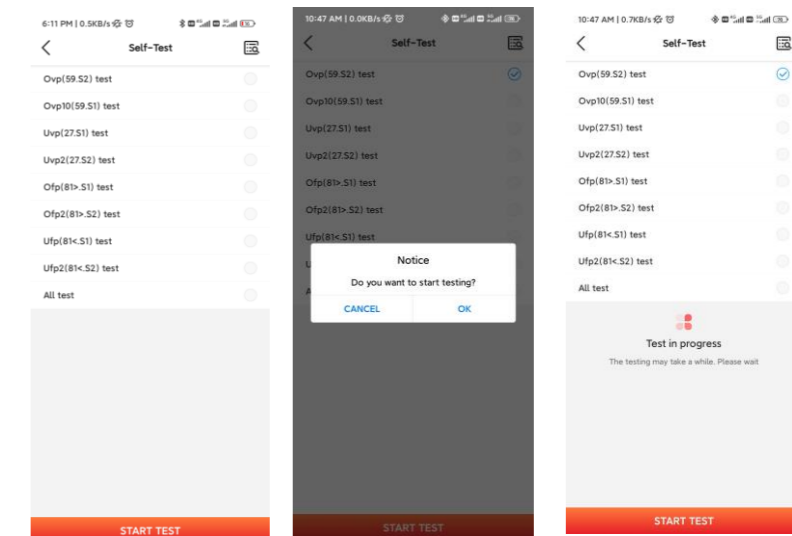 6:11 PM | 0.5KB/s
Self-Test
Ovp(59.S2) test
Ovp10(59.S1) test
Uvp(27.S1) test
Uvp2(27.S2) test
Ofp(81>.S1) test
Ofp2(81>.S2) test
Ufp(81<.S1) test
Ufp2(81<.S2) test
All test
START TEST
10:47 AM | 0.0KB/s
Self-Test
Ovp(59.S2) test
Ovp10(59.S1) test
Uvp(27.S1) test
Uvp2(27.S2) test
Ofp(81>.S1) test
Ofp2(81>.S2) test
Ufp(81<.S1) test
Notice
Do you want to start testing?
CANCEL OK
START TEST
10:47 AM | 0.7KB/s
Self-Test
Ovp(59.S2) test
Ovp10(59.S1) test
Uvp(27.S1) test
Uvp2(27.S2) test
Ofp(81>.S1) test
Ofp2(81>.S2) test
Ufp(81<.S1) test
Ufp2(81<.S2) test
All test
Test in progress
The testing may take a while. Please wait
START TEST